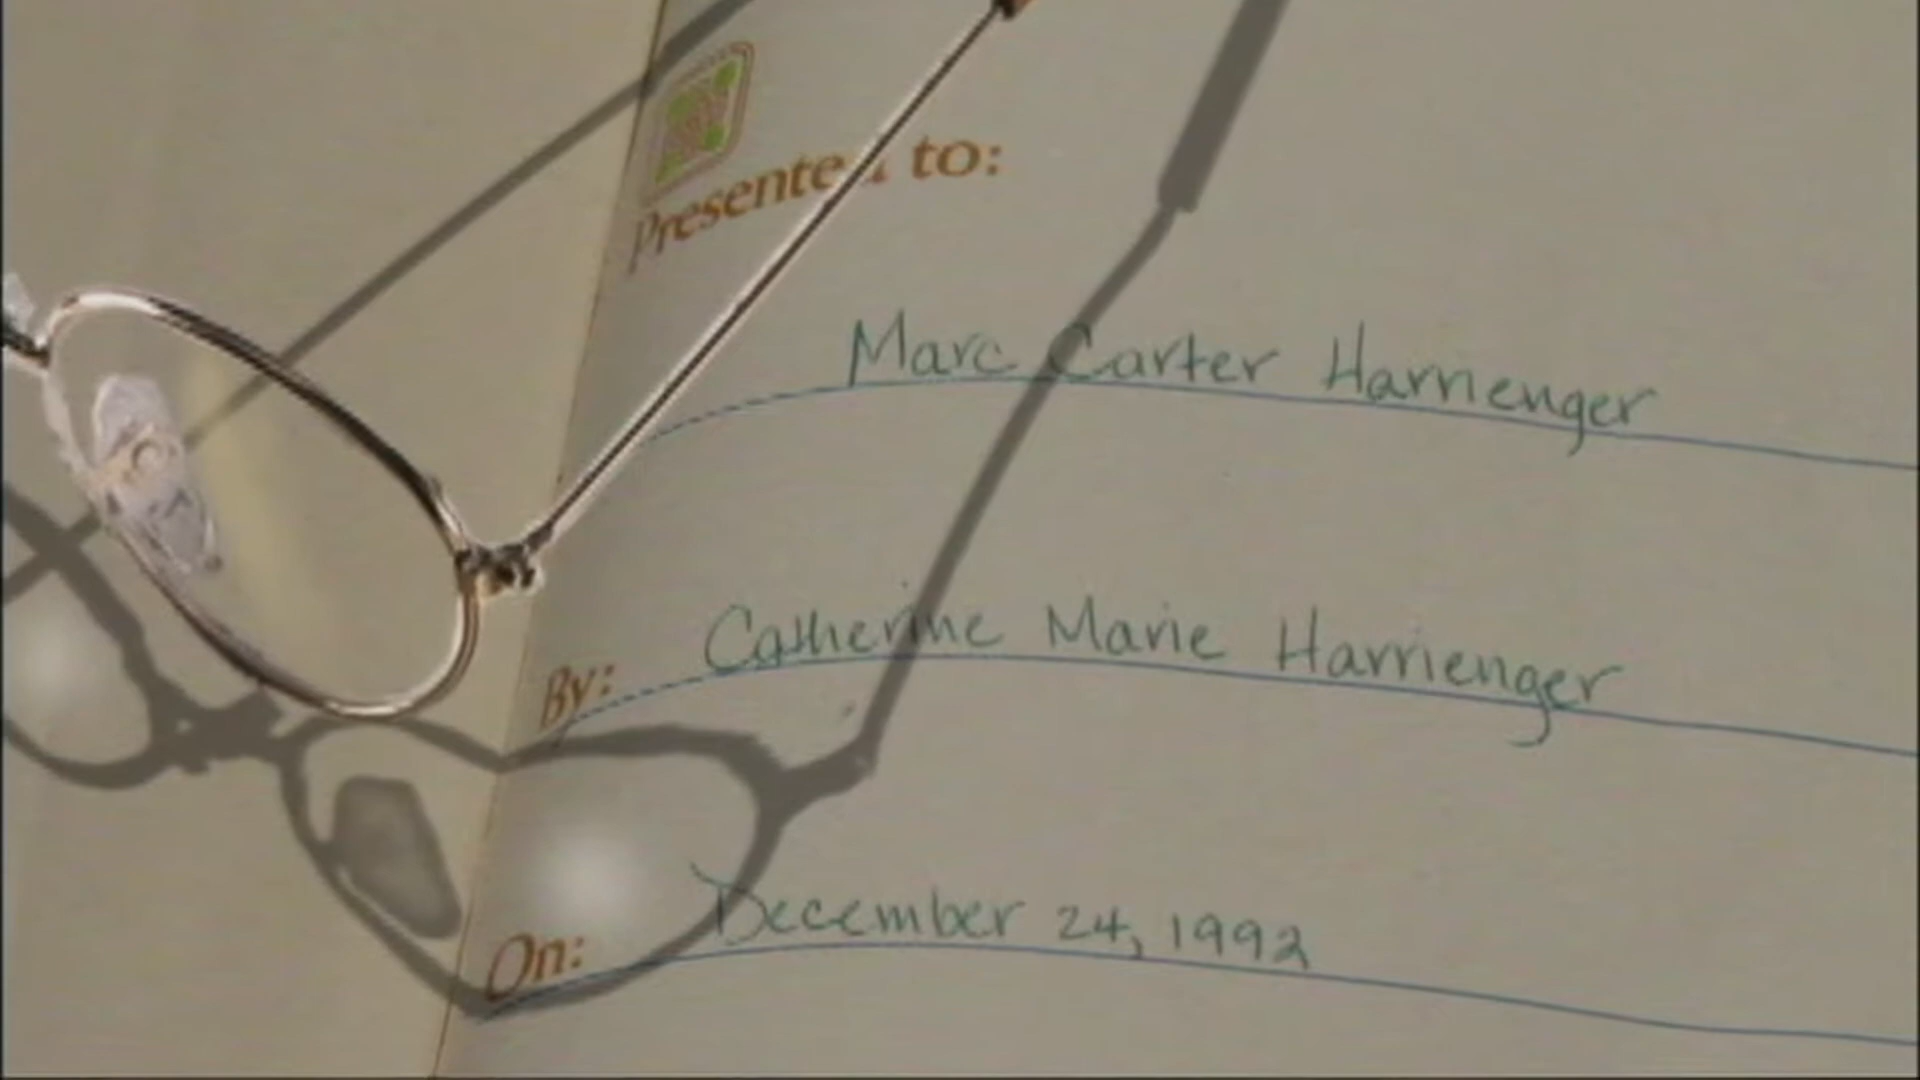 Presented to:
Marc Carter Harrienger
By: Catherine Marie Harrienger
On: December 24, 1992